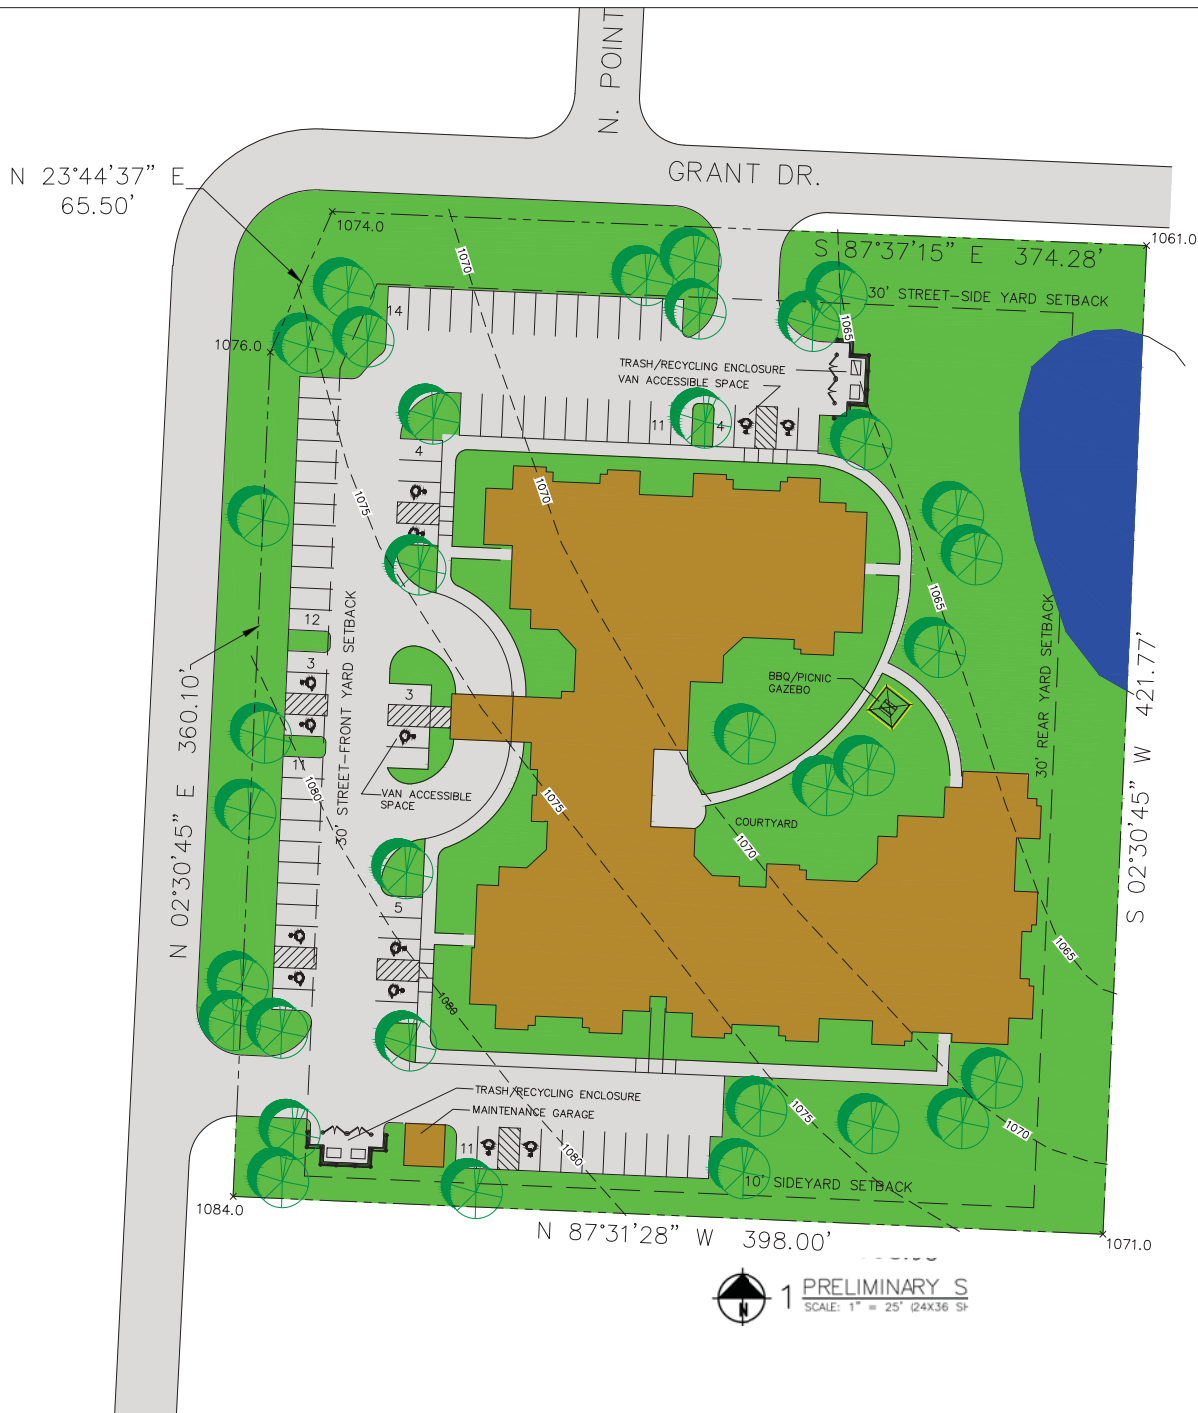 N. POINT
GRANT DR.
N 23°44'37" E
65.50'
1074.0
1061.0
S 87°37'15" E 374.28'
1070
30' STREET-SIDE YARD SETBACK
14
1065
1076.0
TRASH/RECYCLING ENCLOSURE
VAN ACCESSIBLE SPACE
11
4
4
1075
1070
1065
12
30' STREET-FRONT YARD SETBACK
30' REAR YARD SETBACK
3
3
BBQ/PICNIC
GAZEBO
N 02°30'45" E 360.10'
S 02°30'45" W 421.77'
11
1080
VAN ACCESSIBLE
SPACE
1075
COURTYARD
1070
5
1065
1080
TRASH/RECYCLING ENCLOSURE
MAINTENANCE GARAGE
1075
1070
11
1080
10' SIDEYARD SETBACK
1084.0
N 87°31'28" W 398.00'
1071.0
N
1 PRELIMINARY S
SCALE: 1" = 25' (24X36 SH